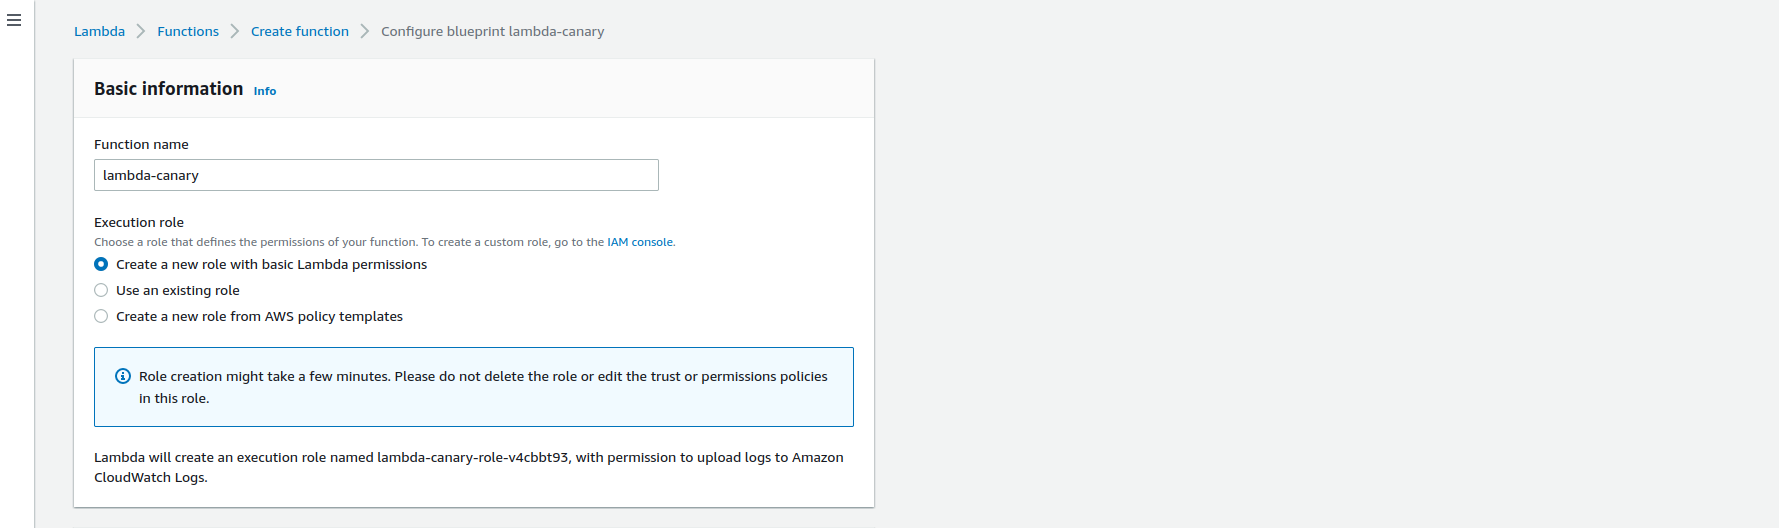 Lambda > Functions > Create function > Configure blueprint lambda-canary
Basic information Info
Function name
lambda-canary
Execution role
Choose a role that defines the permissions of your function. To create a custom role, go to the IAM console.
Create a new role with basic Lambda permissions
Use an existing role
Create a new role from AWS policy templates
Role creation might take a few minutes. Please do not delete the role or edit the trust or permissions policies
in this role.
Lambda will create an execution role named lambda-canary-role-v4cbbt93, with permission to upload logs to Amazon
CloudWatch Logs.